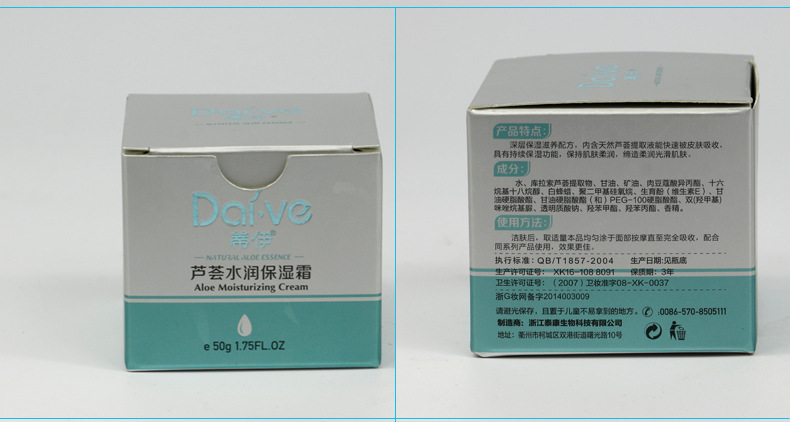 Dai·ve
蒂伊®
NATURAL ALOE ESSENCE
芦荟水润保湿霜
Aloe Moisturizing Cream
e 50g 1.75FL.OZ
产品特点：
深层保湿滋养配方，内含天然芦荟提取液能快速被皮肤吸收，
具有持续保湿功能，保持肌肤柔润，缔造柔润光滑肌肤。
成分：
水、库拉索芦荟提取物、甘油、矿油、肉豆蔻酸异丙酯、十六
烷基十八烷醇、白蜂蜡、聚二甲基硅氧烷、生育酚（维生素E）、甘
油硬脂酸酯、甘油硬脂酸酯（和）PEG-100硬脂酸酯、双(羟甲基)
咪唑烷基脲、透明质酸钠、羟苯甲酯、羟苯丙酯、香精。
使用方法：
洁肤后，取适量本品均匀涂于面部按摩直至完全吸收，配合
同系列产品使用，效果更佳。
执行标准：QB/T1857-2004 生产日期:见瓶底
生产许可证号： XK16-108 8091 保质期：3年
卫生许可证号：（2007）卫妆准字08-XK-0037
浙G妆网备字2014003009
请避光保存、且置于儿童不易拿到的地方。 :0086-570-8505111
制造商：浙江泰康生物科技有限公司
地址：衢州市柯城区双港街道曙光路10号